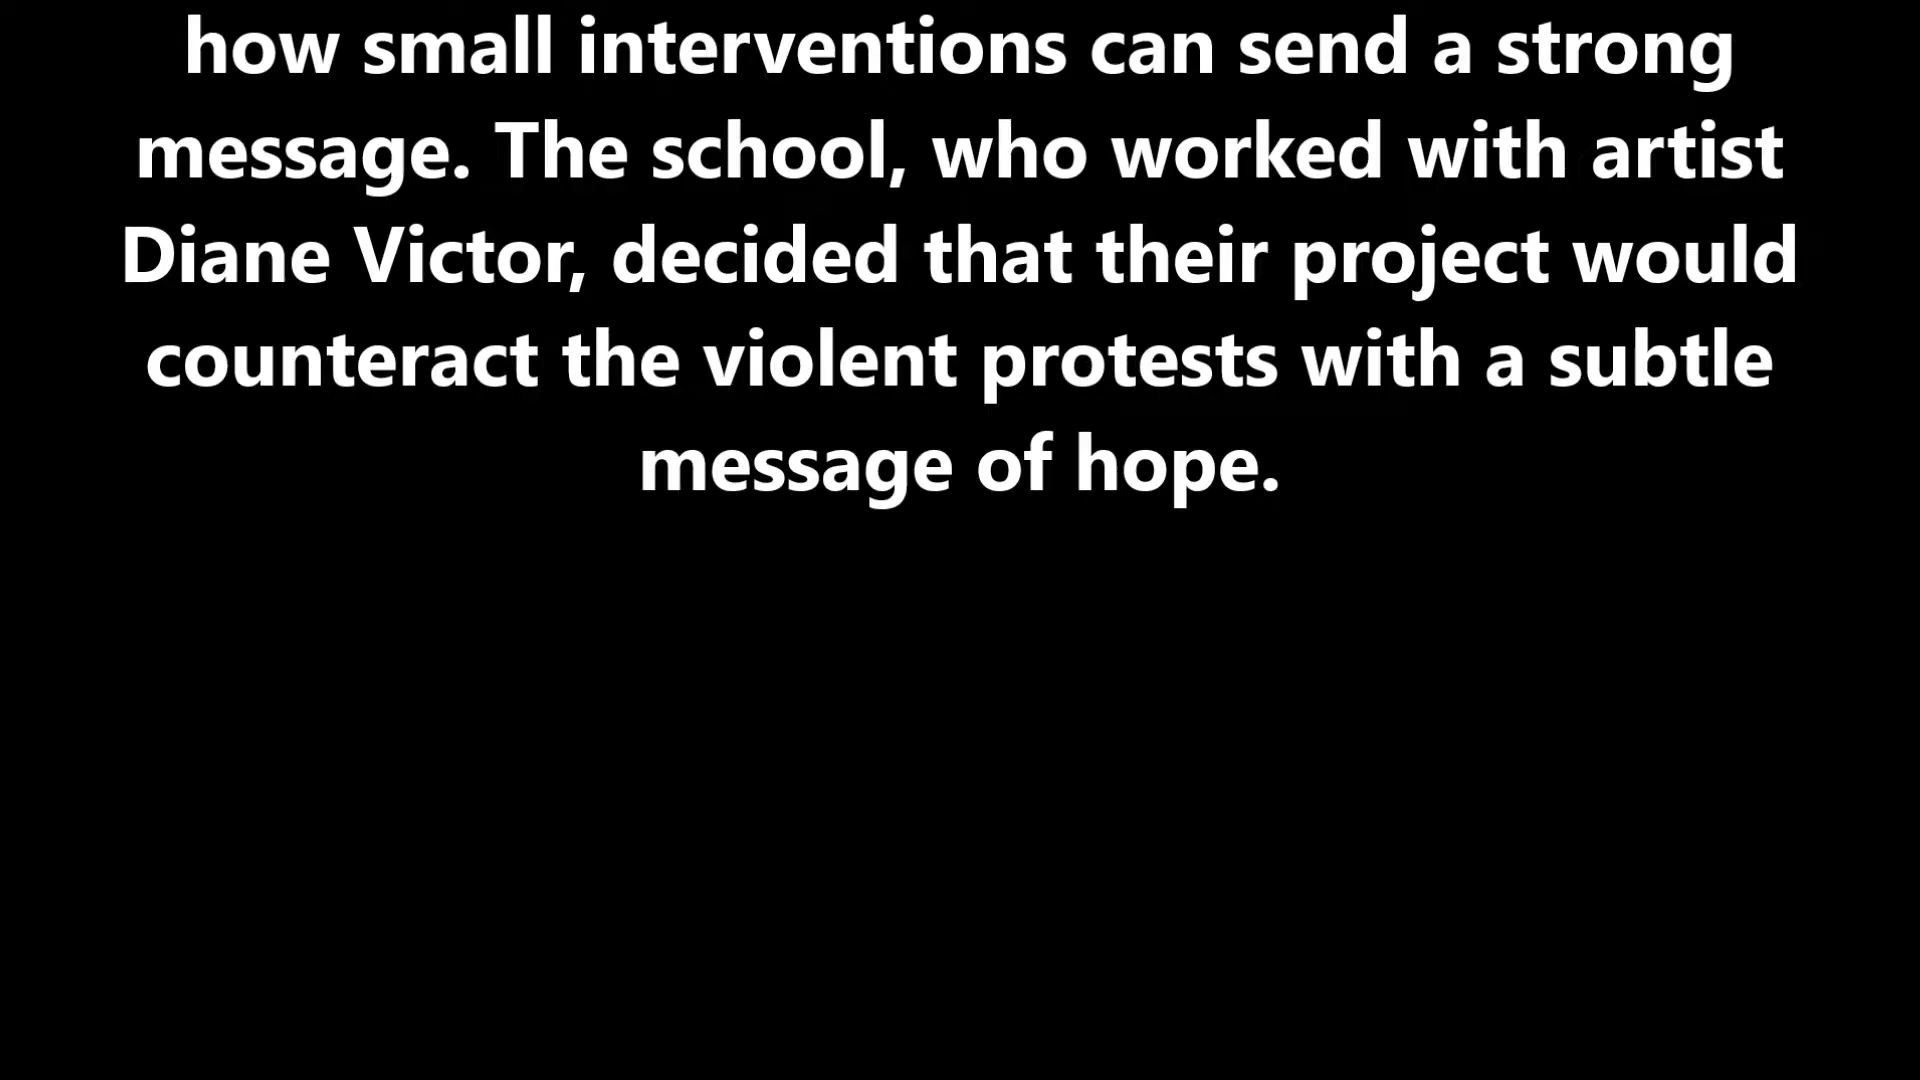 how small interventions can send a strong
message. The school, who worked with artist
Diane Victor, decided that their project would
counteract the violent protests with a subtle
message of hope.